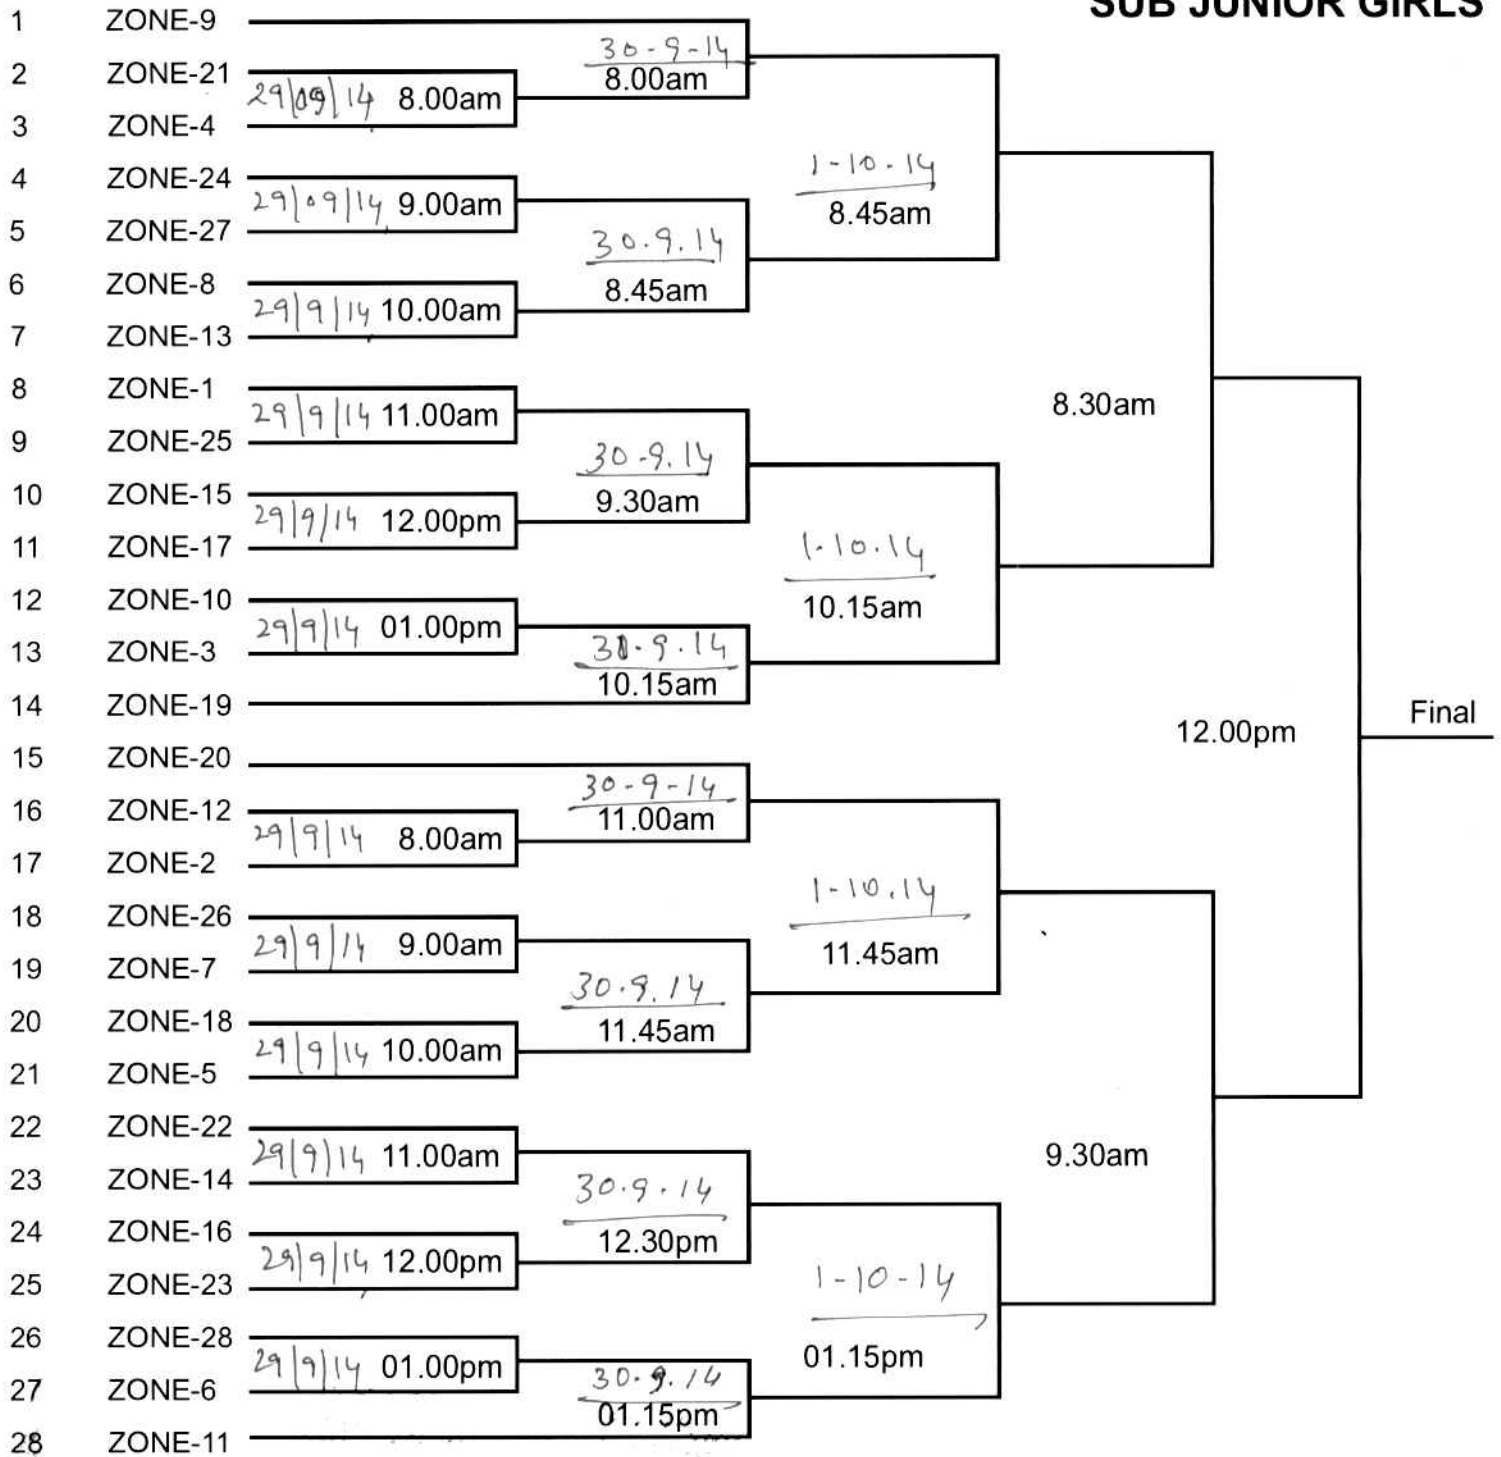 SUB JUNIOR GIRLS
1 ZONE-9
30-9-14
8.00am
2 ZONE-21
29/09/14 8.00am
3 ZONE-4
4 ZONE-24
29/09/14 9.00am
1-10-14
8.45am
5 ZONE-27
30.9.14
8.45am
6 ZONE-8
29/9/14 10.00am
7 ZONE-13
8 ZONE-1
29/9/14 11.00am
8.30am
9 ZONE-25
30-9.14
9.30am
10 ZONE-15
29/9/14 12.00pm
11 ZONE-17
1.10.14
10.15am
12 ZONE-10
29/9/14 01.00pm
13 ZONE-3
30.9.14
10.15am
14 ZONE-19
12.00pm
Final
15 ZONE-20
30-9-14
11.00am
16 ZONE-12
29/9/14 8.00am
17 ZONE-2
1-10.14
11.45am
18 ZONE-26
29/9/14 9.00am
19 ZONE-7
30.9.14
11.45am
20 ZONE-18
29/9/14 10.00am
21 ZONE-5
22 ZONE-22
29/9/14 11.00am
9.30am
23 ZONE-14
30.9.14
12.30pm
24 ZONE-16
29/9/14 12.00pm
25 ZONE-23
1-10-14
01.15pm
26 ZONE-28
29/9/14 01.00pm
27 ZONE-6
30.9.14
01.15pm
28 ZONE-11